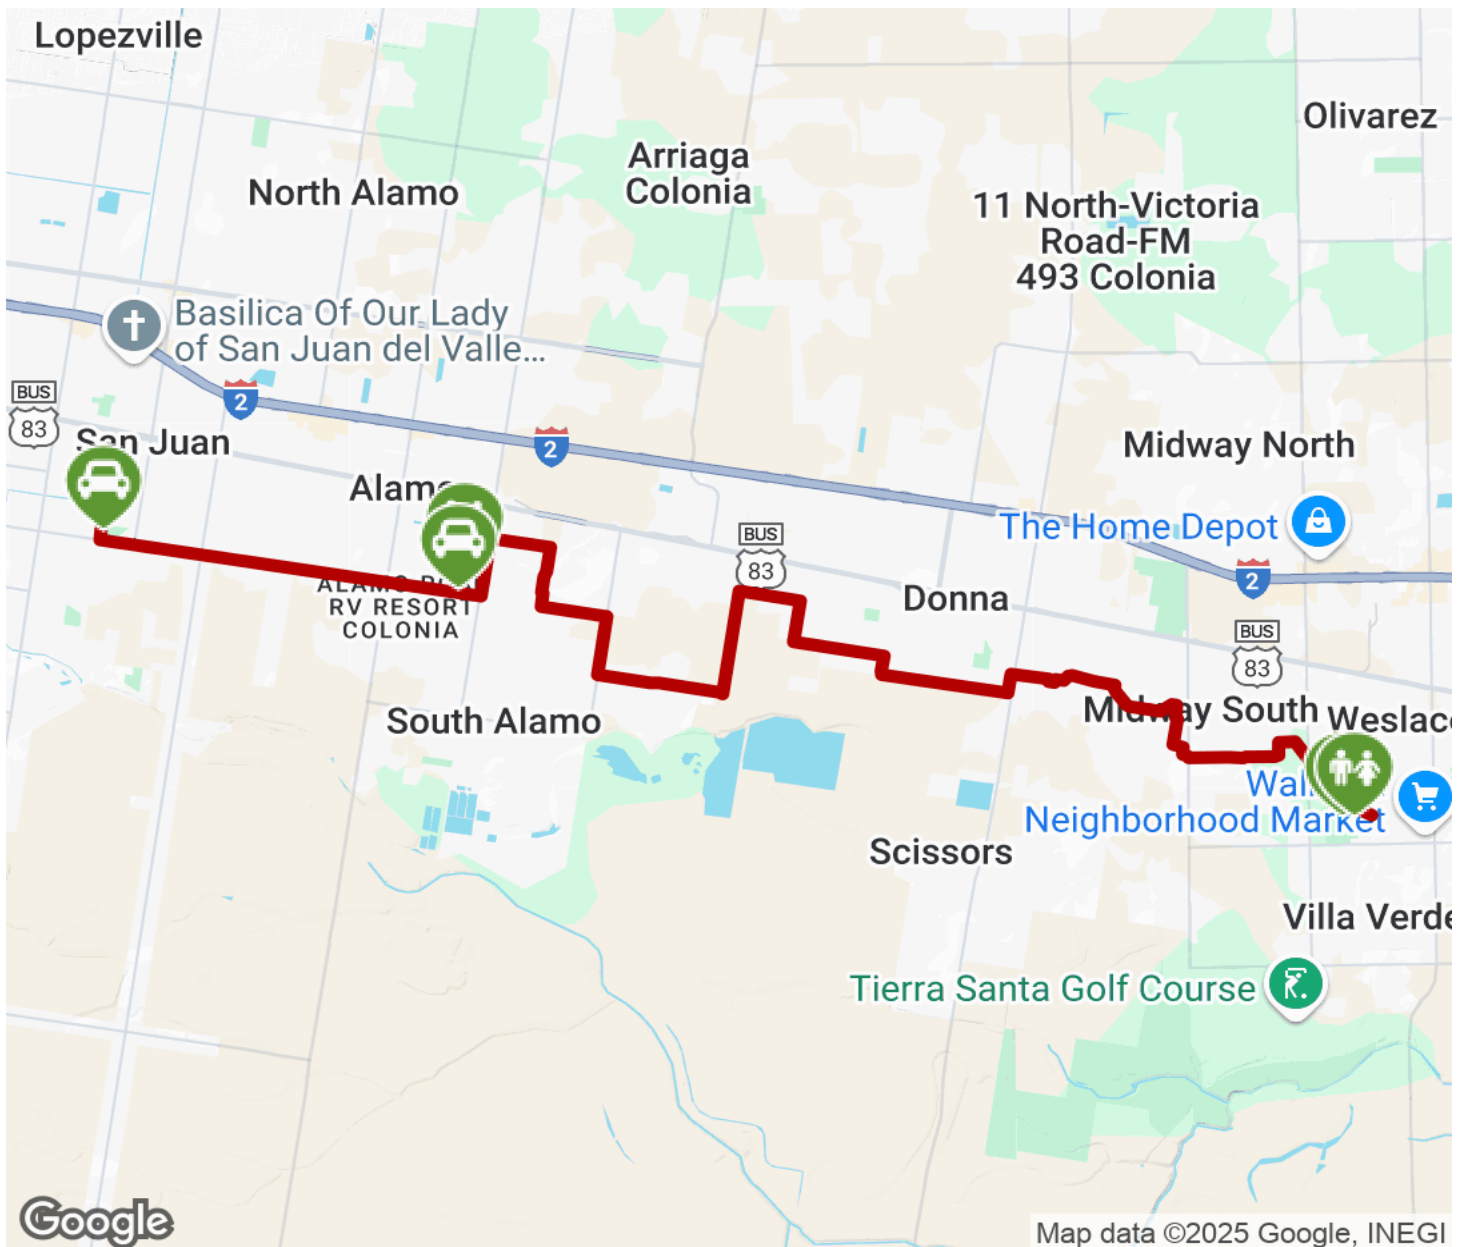 Lopezville
Olivarez
Arriaga
Colonia
North Alamo
11 North-Victoria
Road-FM
493 Colonia
Basilica Of Our Lady
of San Juan del Valle...
BUS
83
2
2
San Juan
Midway North
Alamo
The Home Depot
BUS
83
2
ALAMO
RV RESORT
COLONIA
Donna
BUS
83
Midway South
Weslaco
South Alamo
Neighborhood Market
Scissors
Villa Verde
Tierra Santa Golf Course
Google
Map data ©2025 Google, INEGI